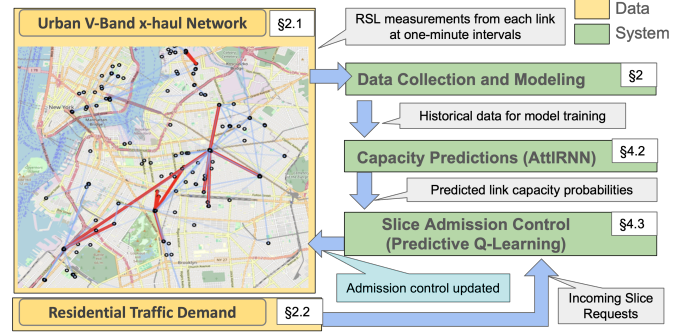 Urban V-Band x-haul Network
§2.1
RSL measurements from each link
at one-minute intervals
Data
System
Data Collection and Modeling
§2
Historical data for model training
Capacity Predictions (AttIRNN)
§4.2
Predicted link capacity probabilities
Slice Admission Control
(Predictive Q-Learning)
§4.3
Admission control updated
Incoming Slice
Requests
Residential Traffic Demand
§2.2
New York